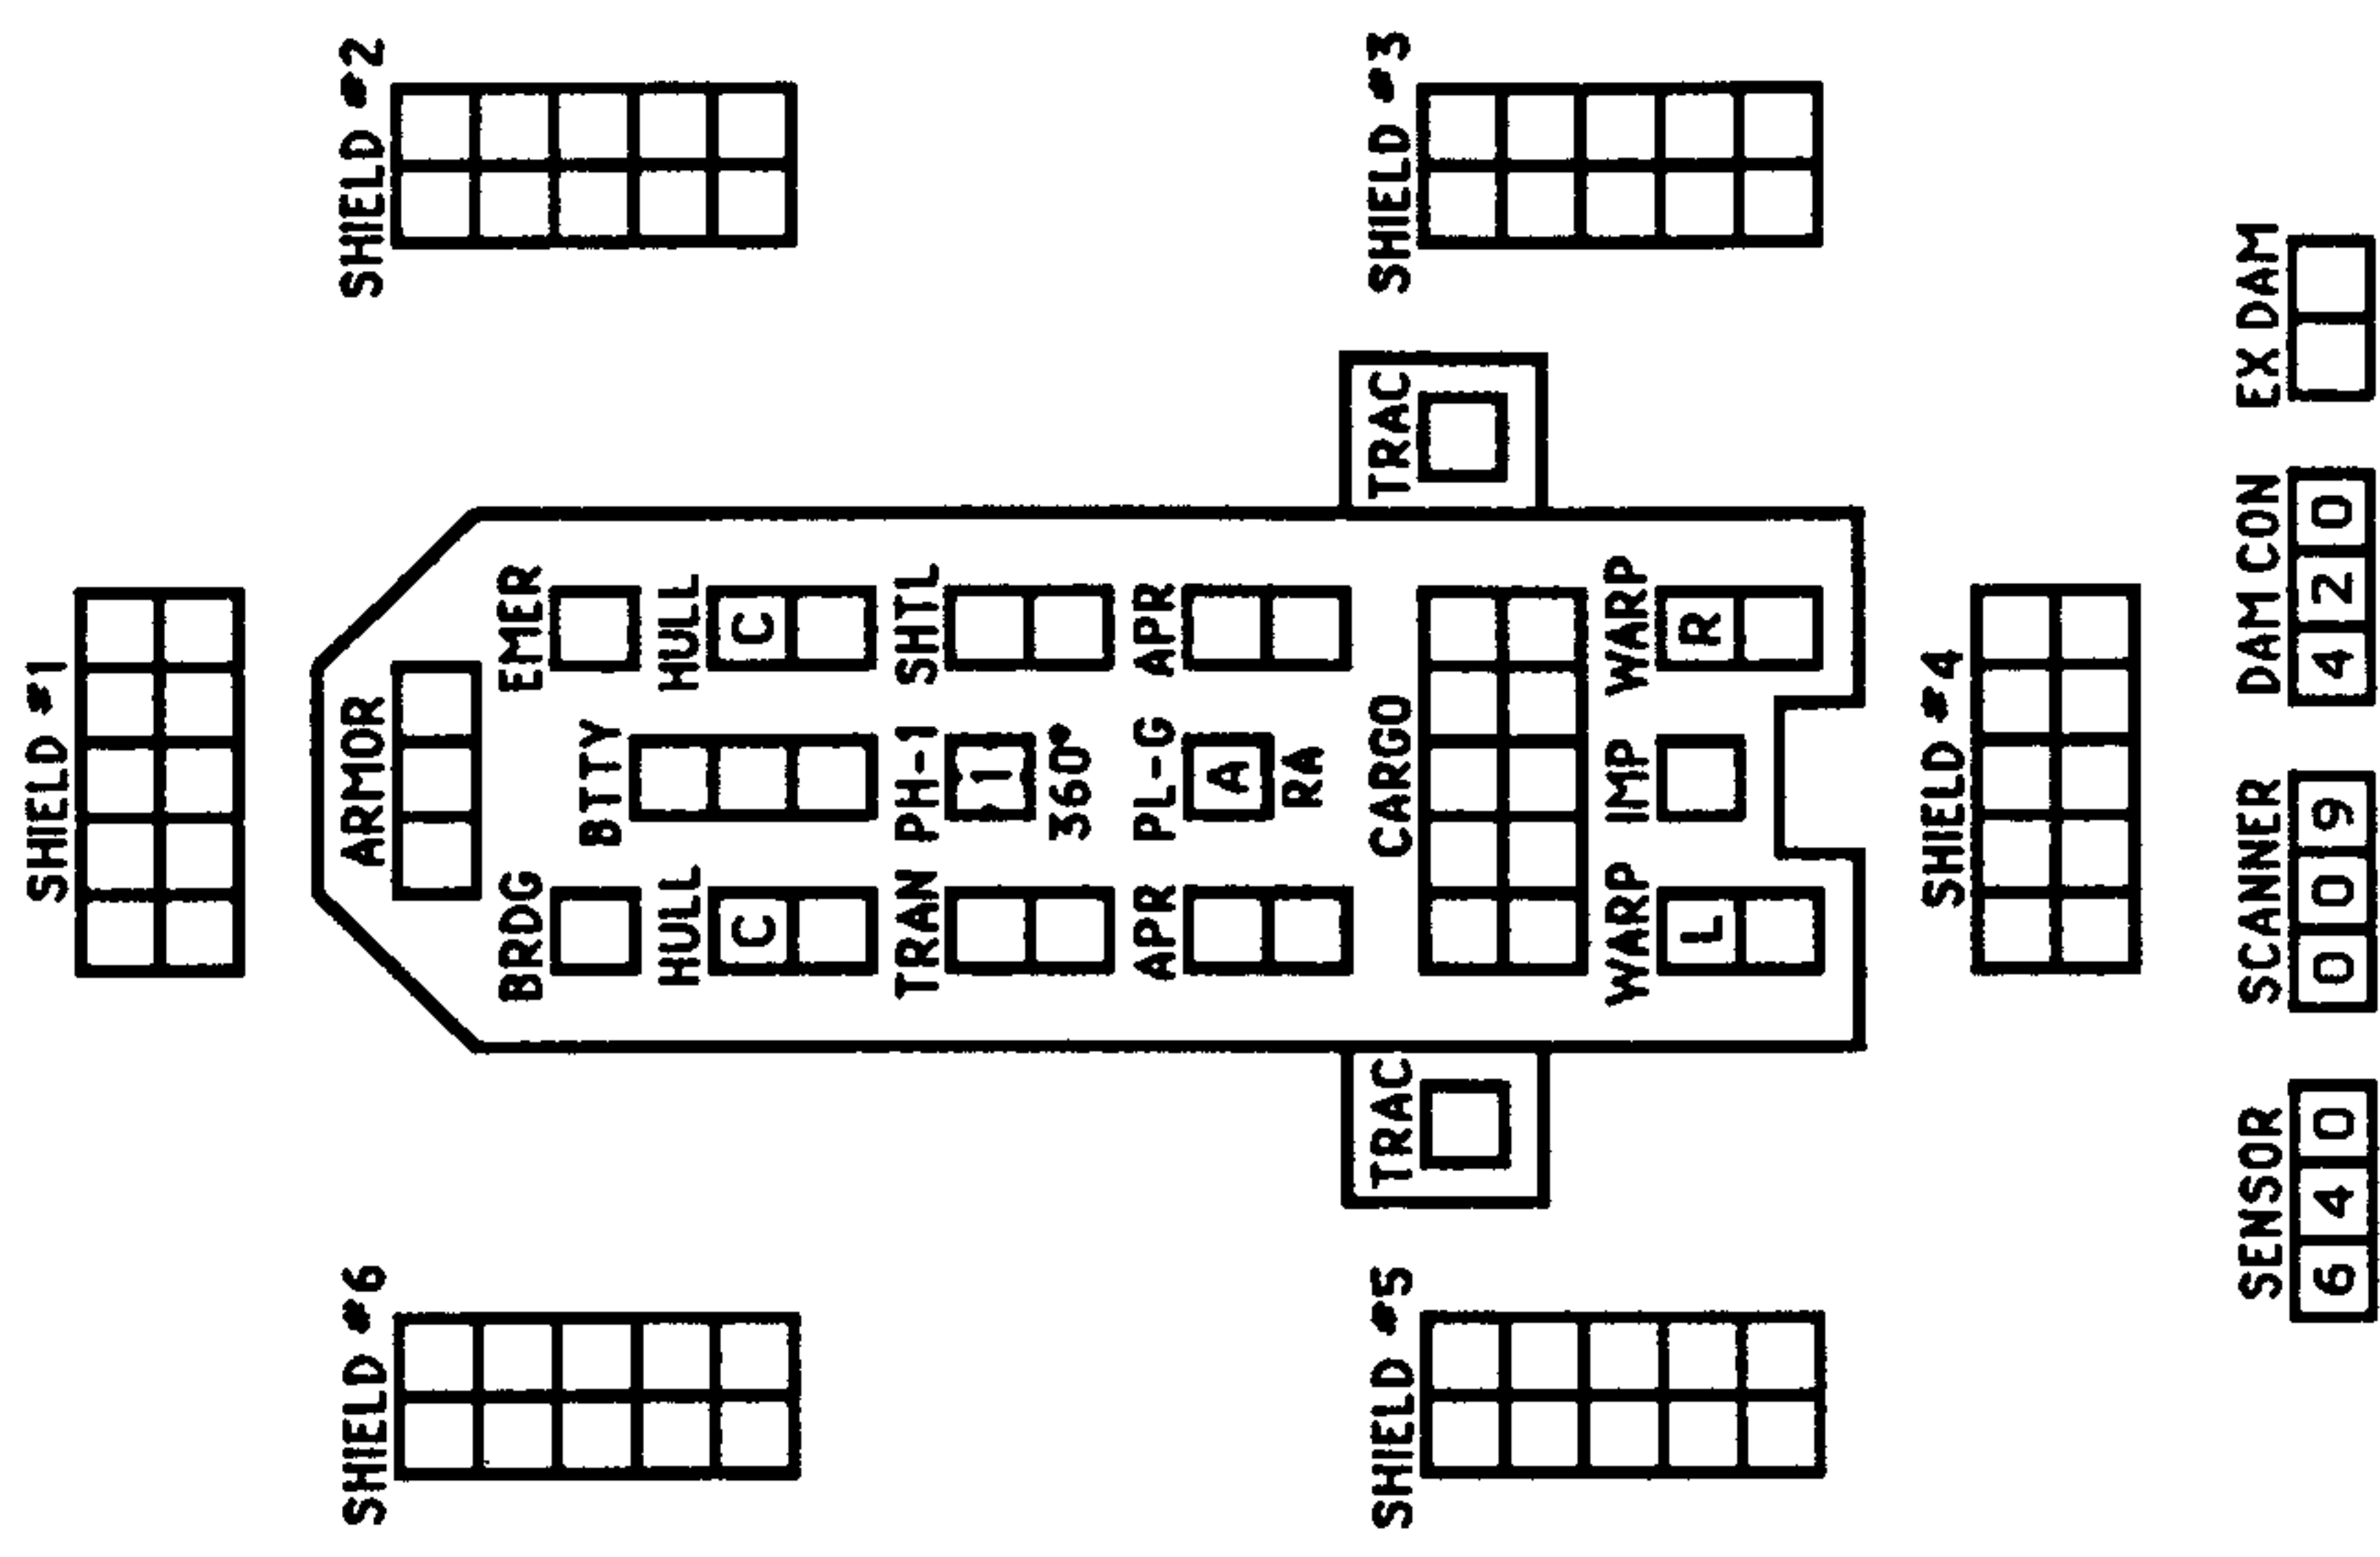 SHIELD #1
SHIELD #6 ARMOR SHIELD #2
BRDG EMER
BTTY
HULL HULL
C C
TRAN PH-1 SHTL
1
360°
APR PL-G APR
A
RA
SHIELD #5 TRAC CARGO TRAC SHIELD #3
WARP IMP WARP
L R
SHIELD #4
SENSOR SCANNER DAM CON EX DAM
6 4 0 0 0 9 4 2 0